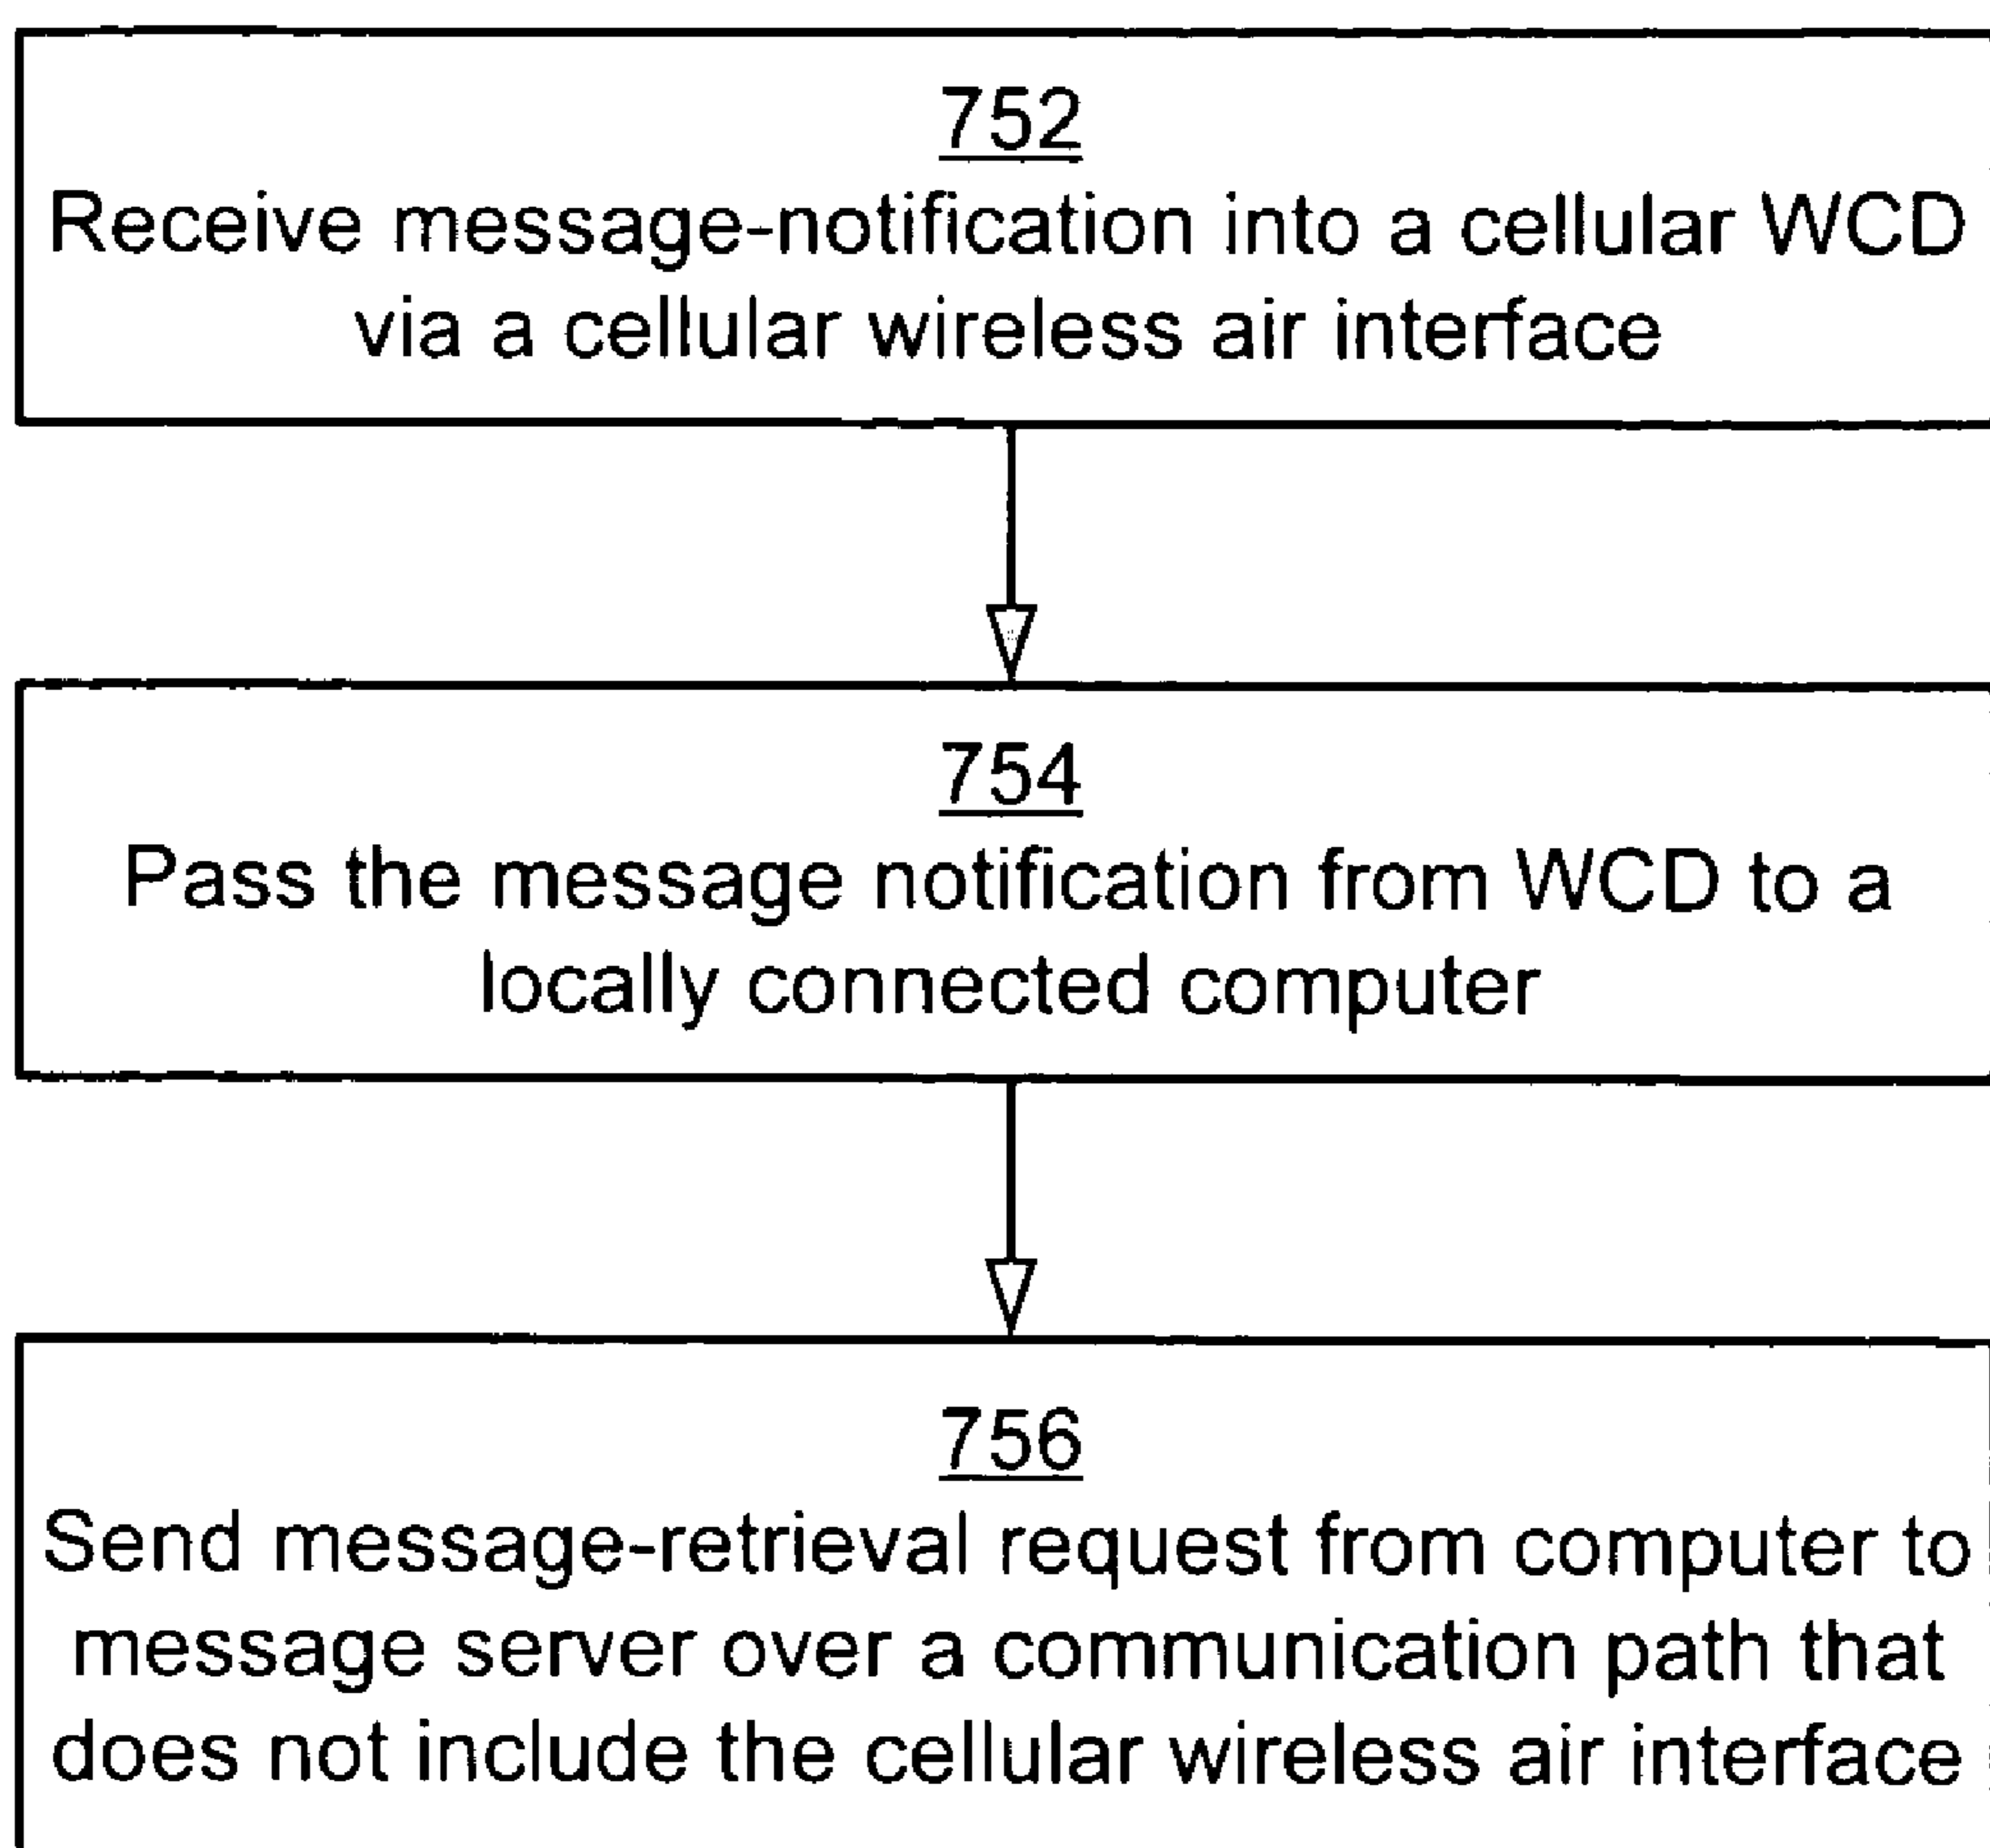 752
Receive message-notification into a cellular WCD
via a cellular wireless air interface
754
Pass the message notification from WCD to a
locally connected computer
756
Send message-retrieval request from computer to
message server over a communication path that
does not include the cellular wireless air interface